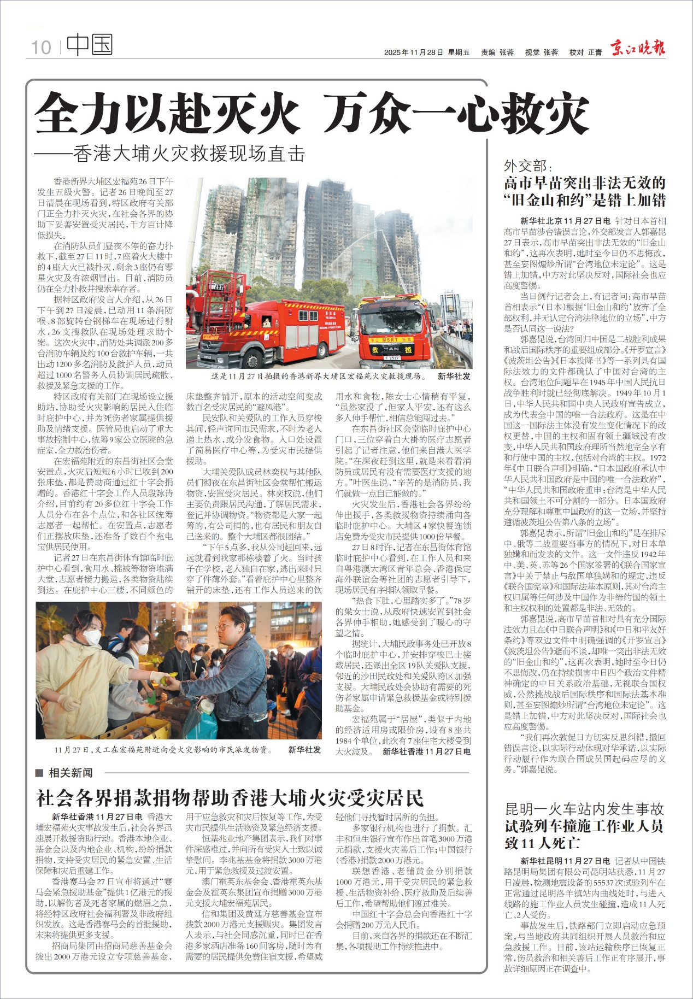 10
中国
2025年11月28日 星期五 责编 张蓉 视觉 张蓉 校对 正青
京江晚报
全力以赴灭火 万众一心救灾
——香港大埔火灾救援现场直击
香港新界大埔区宏福苑26日下午
发生五级火警。记者26日晚间至27
日清晨在现场看到,特区政府有关部
门正全力扑灭火灾,在社会各界的协
助下妥善安置受灾居民,千方百计降
低损失。
在消防队员们昼夜不停的奋力扑
救下,截至27日11时,7座着火大楼中
的4座大火已被扑灭,剩余3座仍有零
星火灾及有浓烟冒出。目前,消防员
仍在全力扑救并搜索幸存者。
据特区政府发言人介绍,从26日
下午到27日凌晨,已动用11条消防
喉、8部旋转台钢梯车在现场进行射
水,26支搜救队在现场处理求助个
案。这次火灾中,消防处共调派200多
台消防车辆及约100台救护车辆,一共
出动1200多名消防及救护人员,动员
超过1000名警务人员协调居民疏散、
救援及紧急支援的工作。
特区政府有关部门在现场设立援
助站,协助受火灾影响的居民入住临
时庇护中心,并为死伤者家属提供援
助及情绪支援。医管局也启动了重大
事故控制中心,统筹9家公立医院的急
症室,全力救治伤者。
在宏福苑附近的东昌街社区会堂
安置点,火灾后短短6小时已收到200
张床垫,都是赞助商通过红十字会捐
赠的。香港红十字会工作人员殷詠诗
介绍,目前约有20多位红十字会工作
人员分布在各个点位,和各社区统筹
志愿者一起帮忙。在安置点,志愿者
们正摆放床垫,还准备了数百个充电
宝供居民使用。
记者27日在东昌街体育馆临时庇
护中心看到,食用水、棉被等物资堆满
大堂,志愿者接力搬运,各类物资陆续
到达。在庇护中心三楼,不同颜色的
消防處
FIRE SERVICES
BREATHING APPARATUS TENDER
MSRT
MAN
救 援
F 2527
这是11月27日拍摄的香港新界大埔区宏福苑火灾救援现场。 新华社发
床垫整齐铺开,原本的活动空间变成
数百名受灾居民的“避风港”。
民安队和关爱队的工作人员穿梭
其间,轻声询问市民需求,不时为老人
递上热水,或分发食物。入口处设置
了简易医疗中心等,为受灾市民提供
援助。
大埔关爱队成员林奕权与其他队
员们彻夜在东昌街社区会堂帮忙搬运
物资,安置受灾居民。林奕权说,他们
主要负责跟居民沟通,了解居民需求,
登记并协调物资。“物资都是大家一起
筹的,有公司捐的,也有居民和朋友自
己送来的。整个大埔区都很团结。”
“下午5点多,我从公司赶回来,远
远就看到我家那栋楼着了火。当时孩
子在学校,老人独自在家,逃出来时只
穿了件薄外套。”看着庇护中心里整齐
铺开的床垫,还有工作人员送来的饮
用水和食物,陈女士心情稍有平复,
“虽然家没了,但家人平安,还有这么
多人伸手帮忙,相信总能闯过去。”
在东昌街社区会堂临时庇护中心
门口,三位穿着白大褂的医疗志愿者
引起了记者注意,他们来自港大医学
院。“在深夜赶到这里,就是来看看消
防员或居民有没有需要医疗支援的地
方。”叶医生说,“辛苦的是消防员,我
们就做一点自己能做的。”
火灾发生后,香港社会各界纷纷
伸出援手,各类救援物资持续涌向各
临时庇护中心。大埔区4家快餐连锁
店免费为受灾市民提供1000份早餐。
27日8时许,记者在东昌街体育馆
临时庇护中心看到,在工作人员和来
自粤港澳大湾区青年总会、香港保定
海外联谊会等社团的志愿者引导下,
现场居民有序排队领取早餐。
“热食下肚,心里踏实多了。”78岁
的梁女士说,从政府快速安置到社会
各界伸手相助,她感受到了暖心的守
望之情。
据统计,大埔民政事务处已开放8
个临时庇护中心,并安排穿梭巴士接
载居民,还派出全区19队关爱队支援,
邻近的沙田民政处和关爱队跨区加强
支援。大埔民政处会协助有需要的死
伤者家属申请紧急救援基金或特别援
助基金。
宏福苑属于“居屋”,类似于内地
的经济适用房或限价房,设有8座共
1984个单位,此次有7座住宅大楼受到
大火波及。 新华社香港11月27日电
11月27日,义工在宏福苑附近向受火灾影响的市民派发物资。 新华社发
■ 相关新闻
社会各界捐款捐物帮助香港大埔火灾受灾居民
新华社香港11月27日电 香港大
埔宏福苑火灾事故发生后,社会各界迅
速展开救援资助行动。香港本地企业、
基金会以及内地企业、机构,纷纷捐款
捐物,支持受灾居民的紧急安置、生活
保障和灾后重建工作。
香港赛马会27日宣布将通过“赛
马会紧急援助基金”提供1亿港元的援
助,以解伤者及死者家属的燃眉之急,
将经特区政府社会福利署及非政府组
织发放。这是香港赛马会的首批援助,
未来将提供更多支援。
招商局集团由招商局慈善基金会
拨出2000万港元设立专项慈善基金,
用于应急救灾和灾后恢复等工作,为受
灾市民提供生活物资及紧急经济支援。
恒基兆业地产集团表示,我们对事
件深感难过,并向所有受灾人士致以诚
挚慰问。李兆基基金将捐款3000万港
元,用于紧急救援及过渡安置。
澳门霍英东基金会、香港霍英东基
金会及霍英东集团宣布捐赠3000万港
元支援大埔宏福苑居民。
信和集团及黄廷方慈善基金宣布
拨款2000万港元支援赈灾。集团发言
人表示,与社会同感沉重,同时已在香
港多家酒店准备160间客房,随时为有
需要的居民提供免费住宿支援,希望减
轻他们寻找暂时居所的负担。
多家银行机构也进行了捐款。汇
丰和恒生银行宣布作出首笔3000万港
元捐款,支援火灾善后工作;中国银行
(香港)捐款2000万港元。
联想香港、老铺黄金分别捐款
1000万港元,用于受灾居民的紧急救
援、生活物资补给、医疗救助及后续善
后工作,希望帮助他们渡过难关。
中国红十字会总会向香港红十字
会捐赠200万元人民币。
目前,来自各界的捐款还在不断汇
集,各项援助工作持续推进中。
外交部:
高市早苗突出非法无效的
“旧金山和约”是错上加错
新华社北京11月27日电 针对日本首相
高市早苗涉台错误言论,外交部发言人郭嘉昆
27日表示,高市早苗突出非法无效的“旧金山
和约”,这再次表明,她时至今日仍不思悔改,
甚至妄图煽炒所谓“台湾地位未定论”。这是
错上加错,中方对此坚决反对,国际社会也应
高度警惕。
当日例行记者会上,有记者问:高市早苗
首相表示“(日本)根据‘旧金山和约’放弃了全
部权利,并无认定台湾法律地位的立场”,中方
是否认同这一说法?
郭嘉昆说,台湾回归中国是二战胜利成果
和战后国际秩序的重要组成部分。《开罗宣言》
《波茨坦公告》《日本投降书》等一系列具有国
际法效力的文件都确认了中国对台湾的主
权。台湾地位问题早在1945年中国人民抗日
战争胜利时就已经彻底解决。1949年10月1
日,中华人民共和国中央人民政府宣告成立,
成为代表全中国的唯一合法政府。这是在中
国这一国际法主体没有发生变化情况下的政
权更替,中国的主权和固有领土疆域没有改
变,中华人民共和国政府理所当然地完全享有
和行使中国的主权,包括对台湾的主权。1972
年《中日联合声明》明确,“日本国政府承认中
华人民共和国政府是中国的唯一合法政府”,
“中华人民共和国政府重申:台湾是中华人民
共和国领土不可分割的一部分。日本国政府
充分理解和尊重中国政府的这一立场,并坚持
遵循波茨坦公告第八条的立场”。
郭嘉昆表示,所谓“旧金山和约”是在排斥
中、俄等二战重要当事方的情况下,对日本单
独媾和而发表的文件。这一文件违反1942年
中、美、英、苏等26个国家签署的《联合国家宣
言》中关于禁止与敌国单独媾和的规定,违反
《联合国宪章》和国际法基本原则,其对台湾主
权归属等任何涉及中国作为非缔约国的领土
和主权权利的处置都是非法、无效的。
郭嘉昆说,高市早苗首相对具有充分国际
法效力且在《中日联合声明》和《中日和平友好
条约》等双边文件中明确强调的《开罗宣言》
《波茨坦公告》避而不谈,却唯一突出非法无效
的“旧金山和约”,这再次表明,她时至今日仍
不思悔改,仍在持续损害中日四个政治文件精
神确定的中日关系政治基础,无视联合国权
威,公然挑战战后国际秩序和国际法基本准
则,甚至妄图煽炒所谓“台湾地位未定论”。这
是错上加错,中方对此坚决反对,国际社会也
应高度警惕。
“我们再次敦促日方切实反思纠错,撤回
错误言论,以实际行动体现对华承诺,以实际
行动履行作为联合国成员国起码应尽的义
务。”郭嘉昆说。
昆明一火车站内发生事故
试验列车撞施工作业人员
致11人死亡
新华社昆明11月27日电 记者从中国铁
路昆明局集团有限公司昆明站获悉,11月27
日凌晨,检测地震设备的55537次试验列车在
正常通过昆明洛羊镇站内曲线处时,与进入
线路的施工作业人员发生碰撞,造成11人死
亡、2人受伤。
事故发生后,铁路部门立即启动应急预
案,与当地政府共同组织开展人员救治和应
急救援工作。目前,该站运输秩序已恢复正
常,伤员救治和相关善后工作正有序展开,事
故详细原因正在调查中。